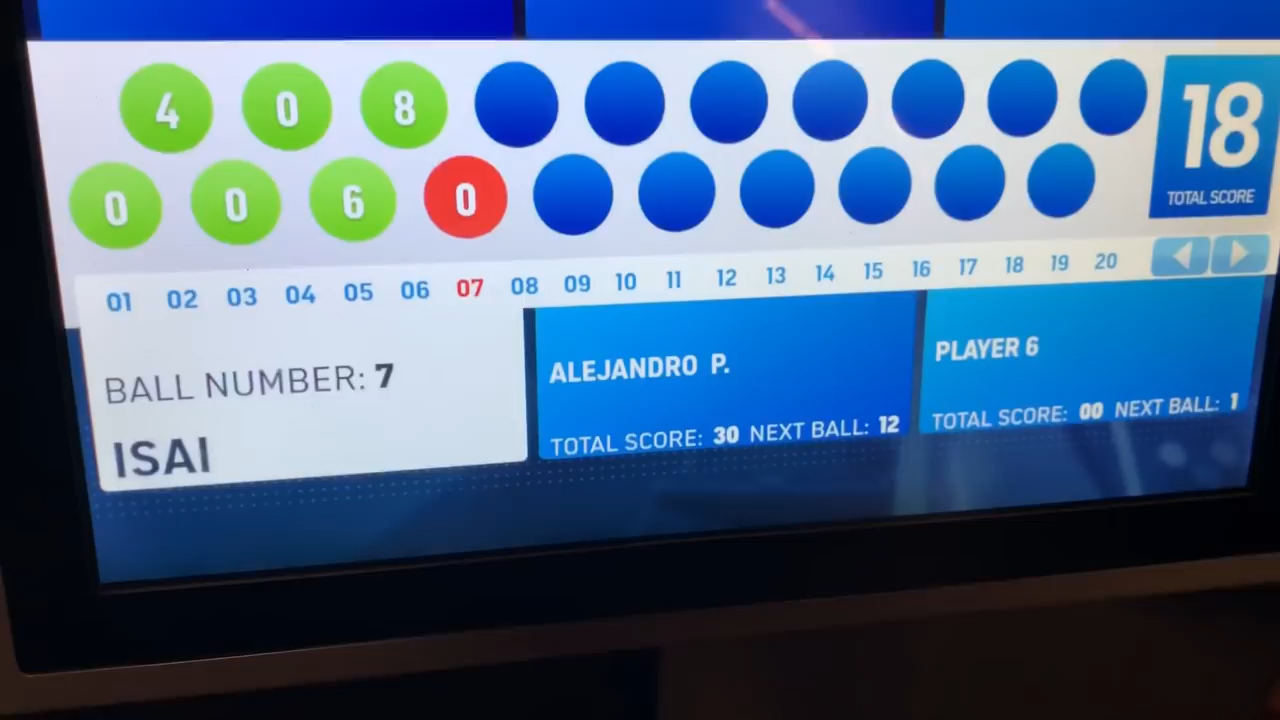 4 0 8
0 0 6 0
18
TOTAL SCORE
01 02 03 04 05 06 07 08 09 10 11 12 13 14 15 16 17 18 19 20
BALL NUMBER: 7
ISAI
ALEJANDRO P.
TOTAL SCORE: 30 NEXT BALL: 12
PLAYER 6
TOTAL SCORE: 00 NEXT BALL: 1